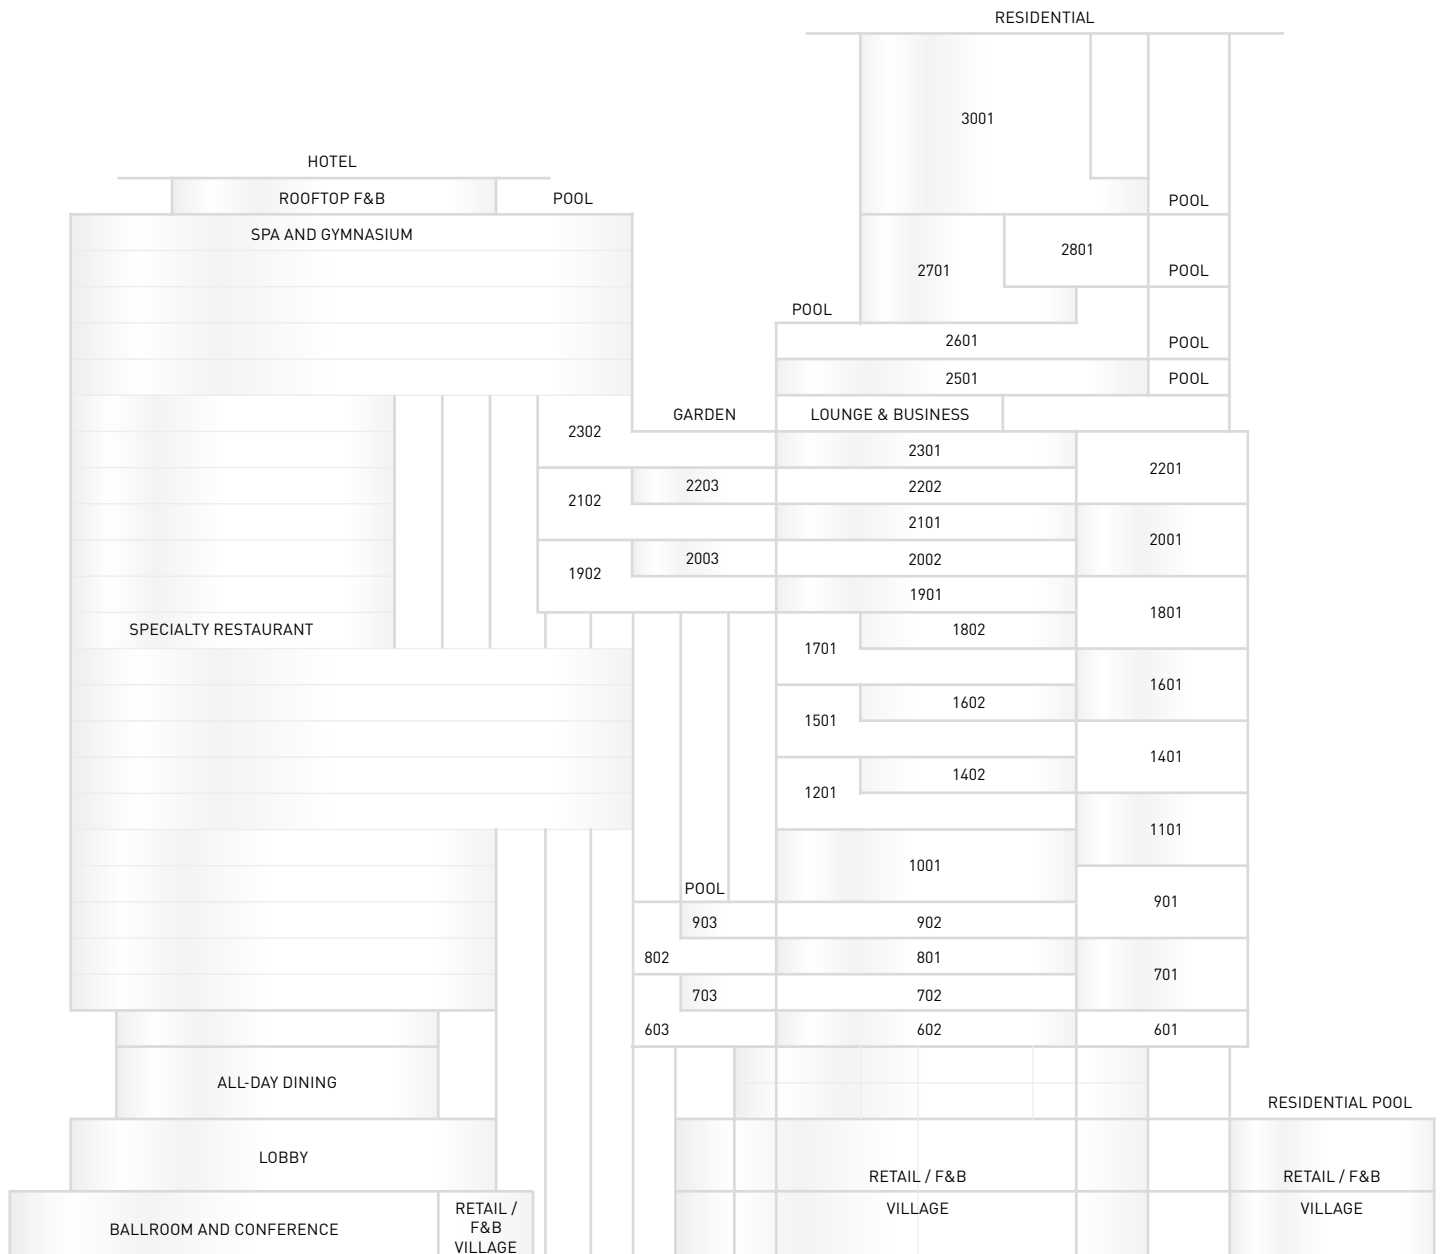 RESIDENTIAL
3001
HOTEL
ROOFTOP F&B
POOL
POOL
SPA AND GYMNASIUM
2801
2701
POOL
POOL
2601
POOL
2501
POOL
GARDEN
LOUNGE & BUSINESS
2302
2301
2201
2203
2202
2102
2101
2001
2003
2002
1902
1901
1801
SPECIALTY RESTAURANT
1802
1701
1601
1602
1501
1401
1402
1201
1101
1001
POOL
901
903
902
802
801
701
703
702
603
602
601
ALL-DAY DINING
RESIDENTIAL POOL
LOBBY
RETAIL / F&B
RETAIL / F&B
BALLROOM AND CONFERENCE
RETAIL /
F&B
VILLAGE
VILLAGE
VILLAGE